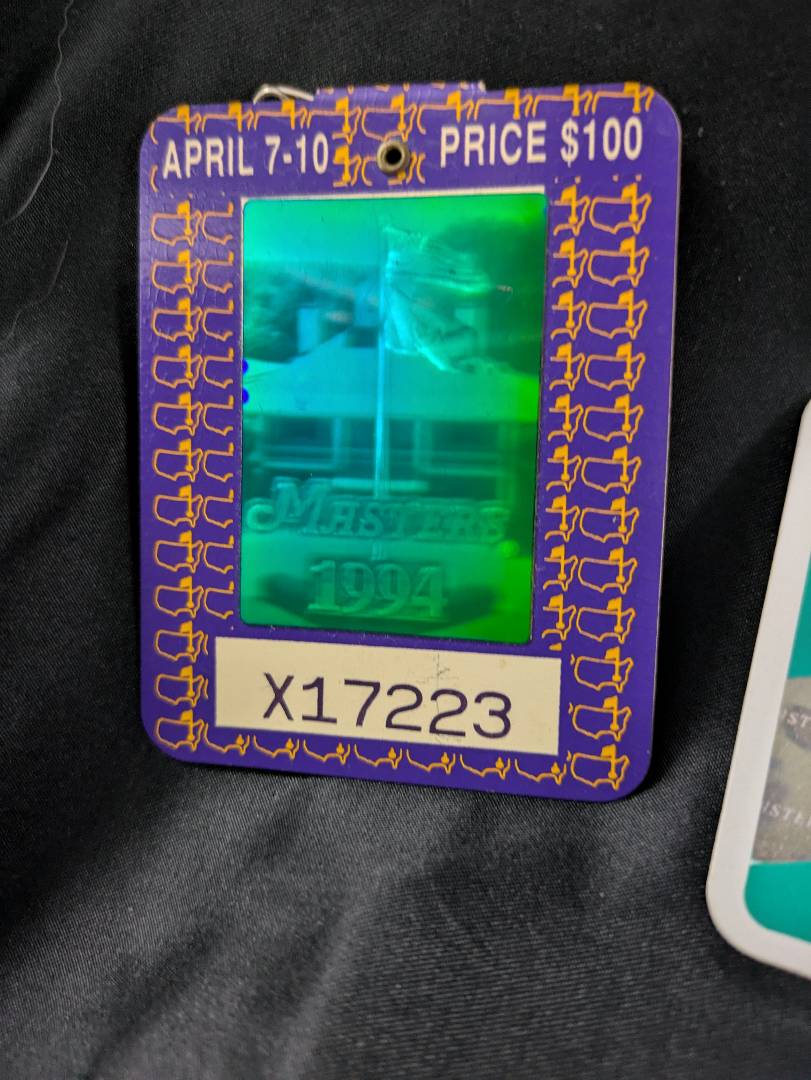 APRIL 7-10 PRICE $100
MASTERS
1994
X17223